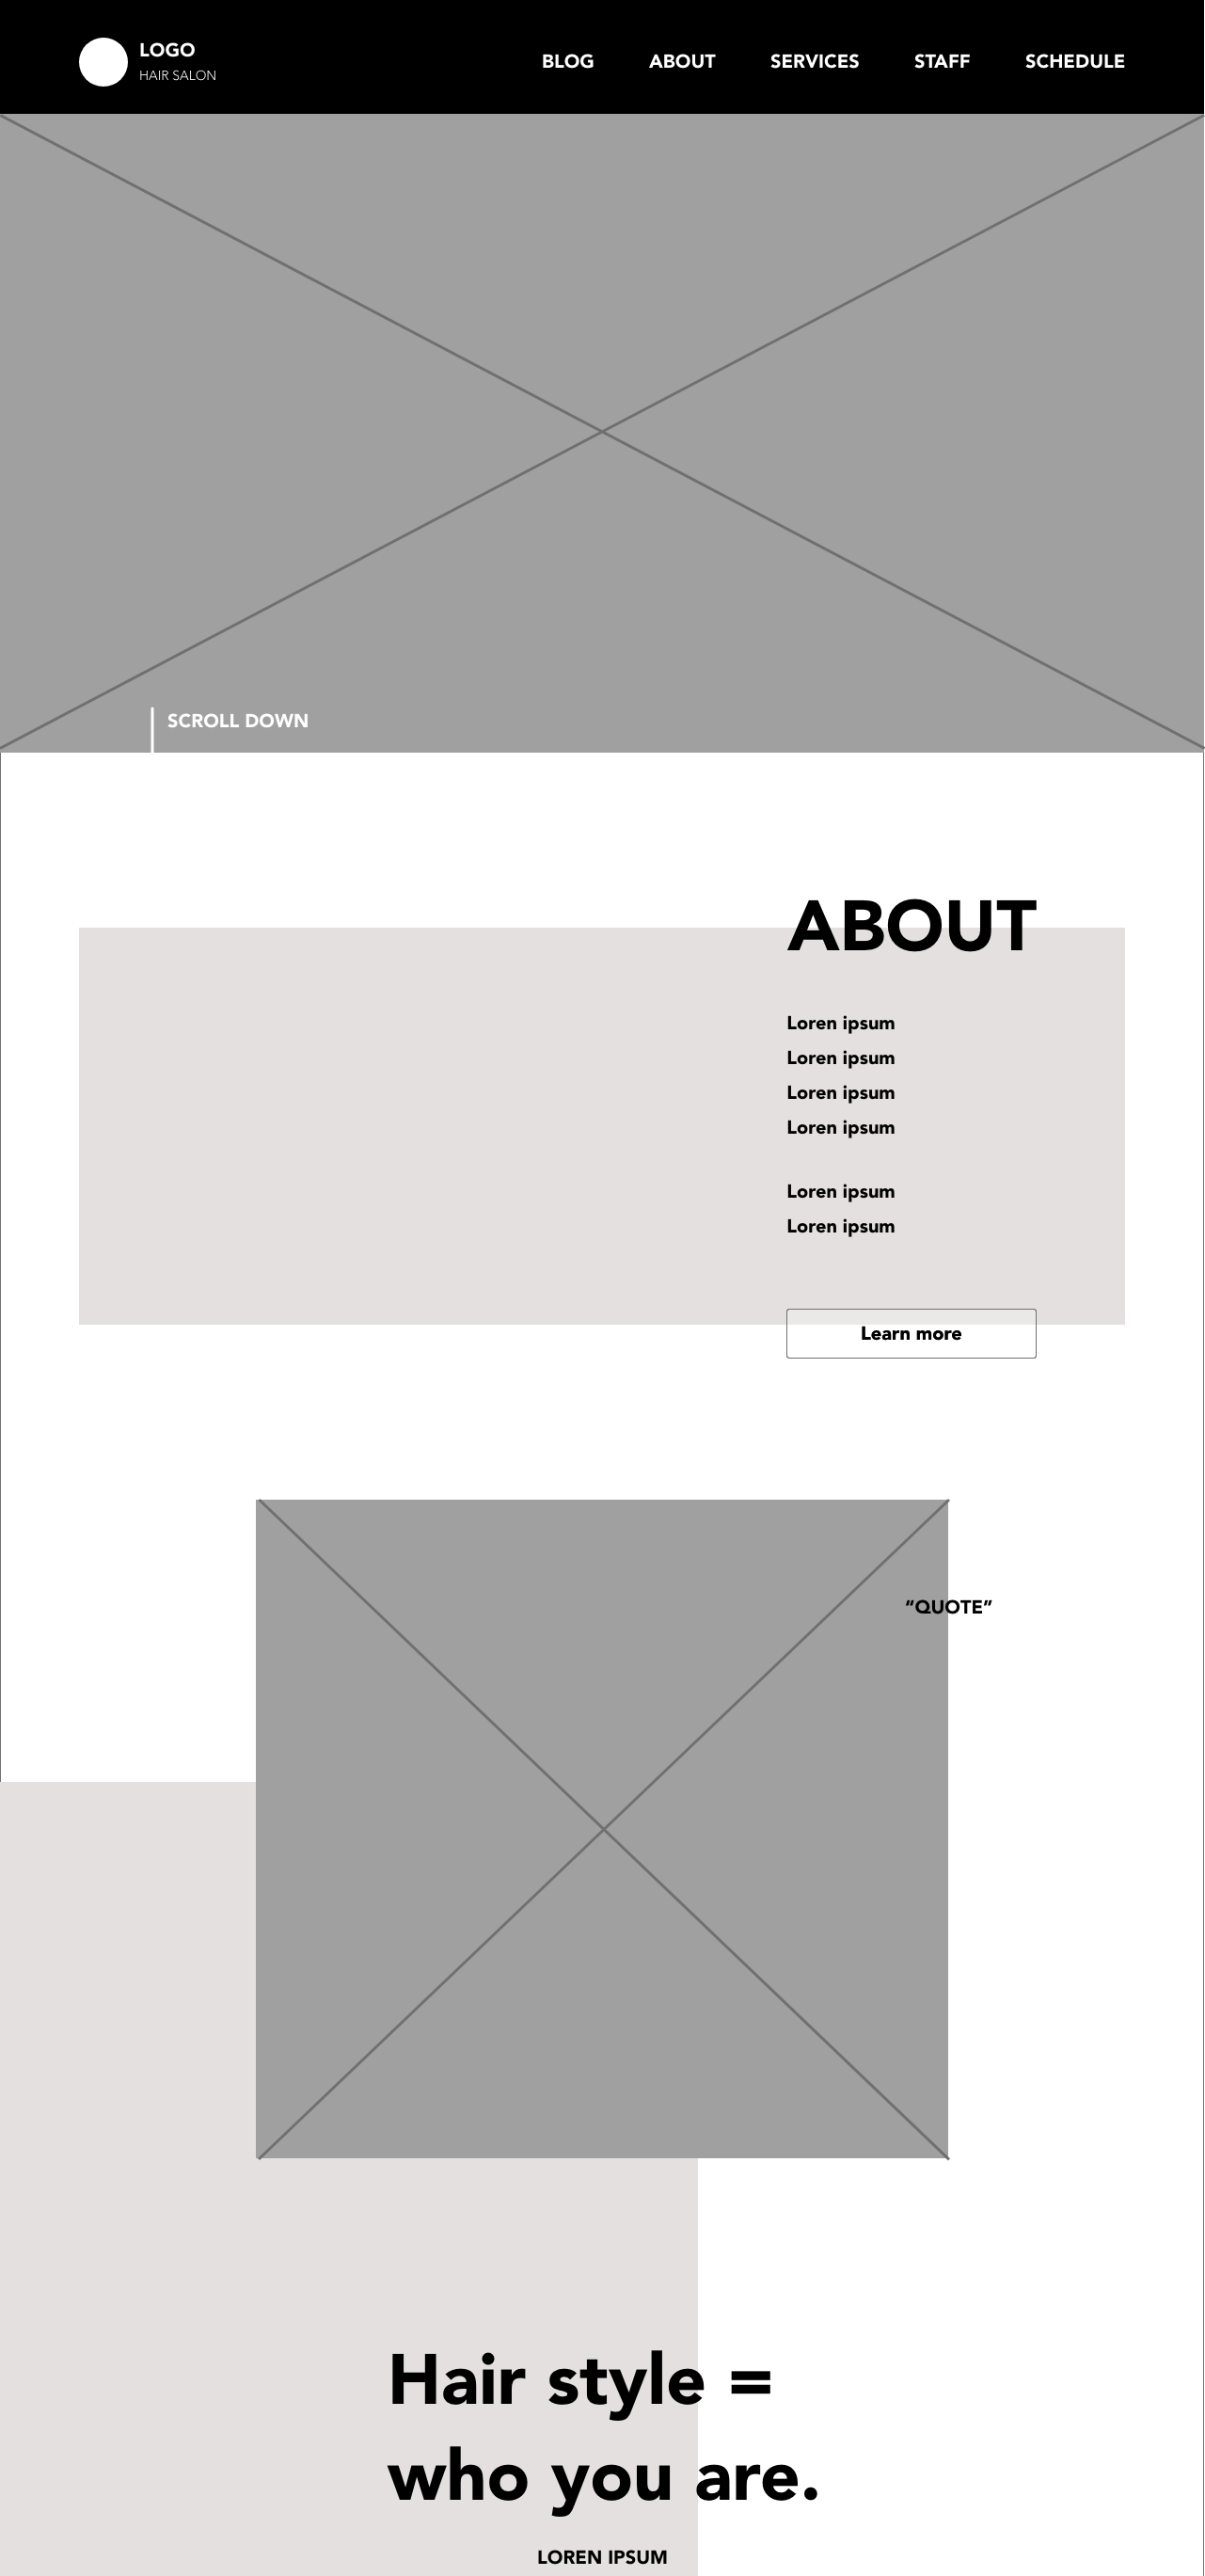 LOGO
HAIR SALON
BLOG ABOUT SERVICES STAFF SCHEDULE
SCROLL DOWN
ABOUT
Loren ipsum
Loren ipsum
Loren ipsum
Loren ipsum
Loren ipsum
Loren ipsum
Learn more
“QUOTE”
Hair style =
who you are.
LOREN IPSUM